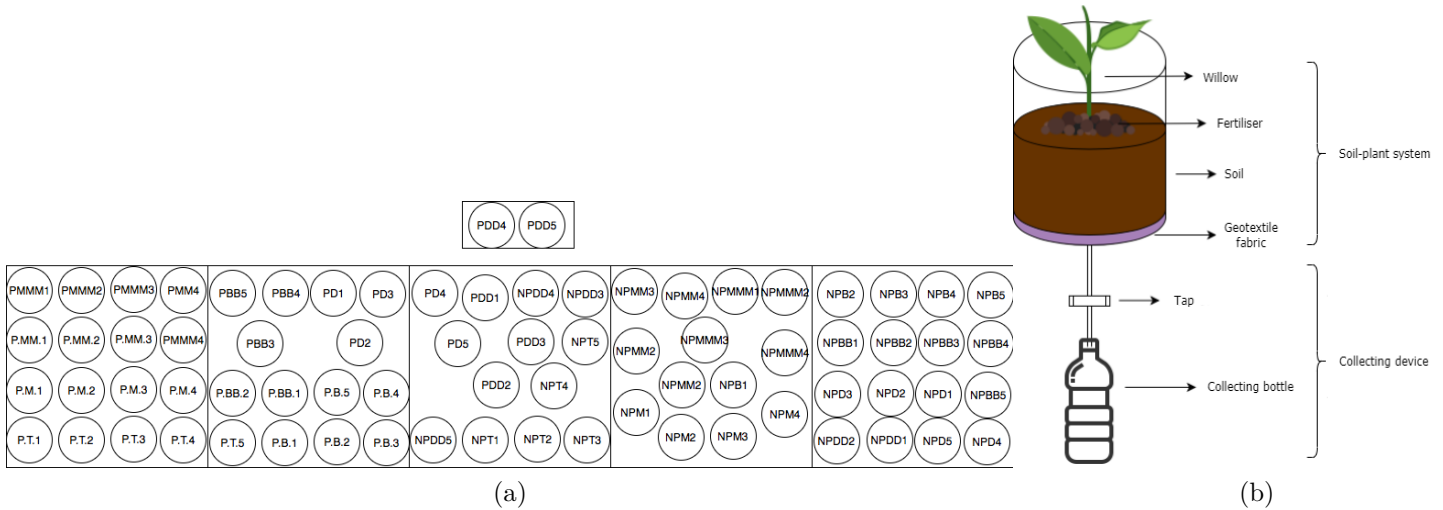 PDD4 PDD5
PMMM1 PMMM2 PMMM3 PMM4
P.MM.1 P.MM.2 P.MM.3 PMMM4
P.M.1 P.M.2 P.M.3 P.M.4
P.T.1 P.T.2 P.T.3 P.T.4
PBB5 PBB4 PD1 PD3
PBB3 PD2
P.BB.2 P.BB.1 P.B.5 P.B.4
P.T.5 P.B.1 P.B.2 P.B.3
PD4 PDD1 NPDD4 NPDD3
PD5 PDD3 NPT5
PDD2 NPT4
NPDD5 NPT1 NPT2 NPT3
NPMM3 NPMM4 NPMMM1 NPMMM2
NPMM2 NPMMM3 NPMMM4
NPMM2 NPB1
NPM1 NPM4
NPM2 NPM3
NPB2 NPB3 NPB4 NPB5
NPBB1 NPBB2 NPBB3 NPBB4
NPD3 NPD2 NPD1 NPBB5
NPDD2 NPDD1 NPD5 NPD4
(a)
Willow
Fertiliser
Soil
Geotextile
fabric
Soil-plant system
Tap
Collecting bottle
Collecting device
(b)